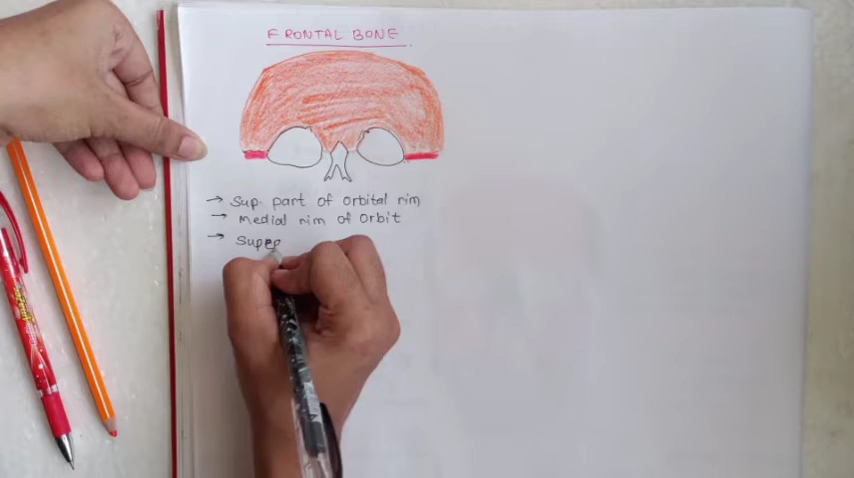 FRONTAL BONE
→ Sup. part of orbital rim
→ Medial rim of orbit
→ Supe